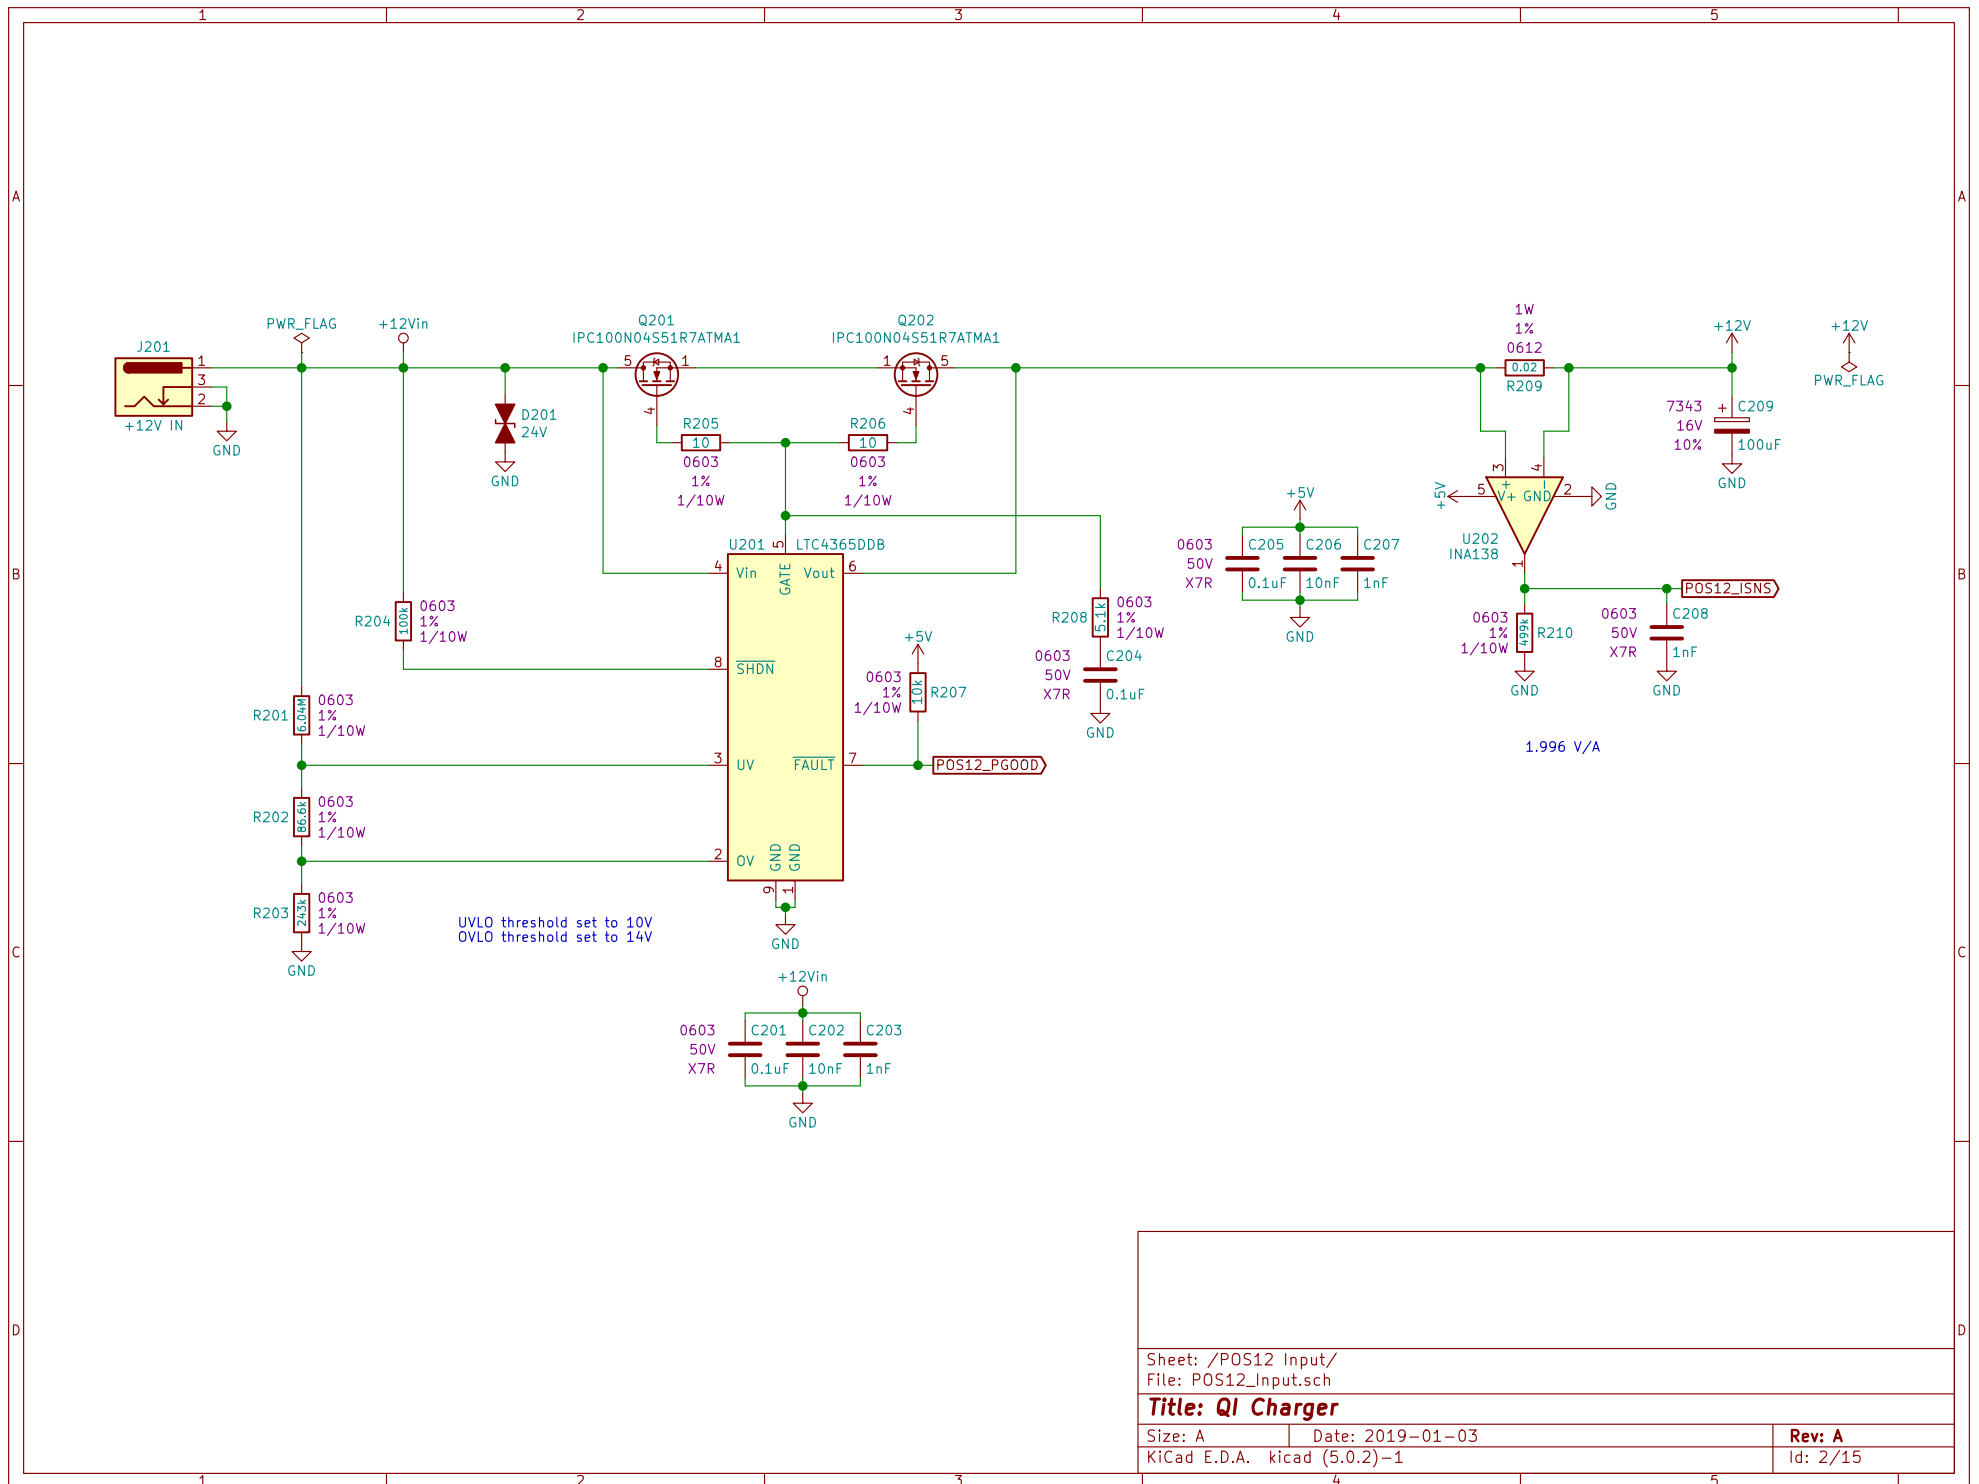 1 2 3 4 5
A A
B B
C C
D D
J201
+12V IN
1
3
2
GND
PWR_FLAG
+12Vin
D201
24V
GND
Q201
IPC100N04S51R7ATMA1
5 1
4
Q202
IPC100N04S51R7ATMA1
1 5
4
R205
10
0603
1%
1/10W
R206
10
0603
1%
1/10W
U201 LTC4365DDB
5
GATE
4 Vin
Vout 6
8 SHDN
3 UV
FAULT 7
2 OV
GND GND
9 1
GND
R204
100k
0603
1%
1/10W
R201
6.04M
0603
1%
1/10W
R202
86.6k
0603
1%
1/10W
R203
243k
0603
1%
1/10W
GND
UVLO threshold set to 10V
OVLO threshold set to 14V
+5V
0603
1%
1/10W
10k
R207
POS12_PGOOD
R208
5.1k
0603
1%
1/10W
0603
50V
X7R
C204
0.1uF
GND
+12Vin
0603
50V
X7R
C201 C202 C203
0.1uF 10nF 1nF
GND
+5V
0603
50V
X7R
C205 C206 C207
0.1uF 10nF 1nF
GND
1W
1%
0612
0.02
R209
3 4
+ −
+5V 5 V+ GND 2 GND
U202
INA138
1
POS12_ISNS
0603
1%
1/10W
499k
R210
GND
0603
50V
X7R
C208
1nF
GND
1.996 V/A
+12V
7343
16V
10%
+ C209
100uF
GND
+12V
PWR_FLAG
Sheet: /POS12 Input/
File: POS12_Input.sch
Title: QI Charger
Size: A Date: 2019-01-03 Rev: A
KiCad E.D.A. kicad (5.0.2)-1 Id: 2/15
1 2 3 4 5